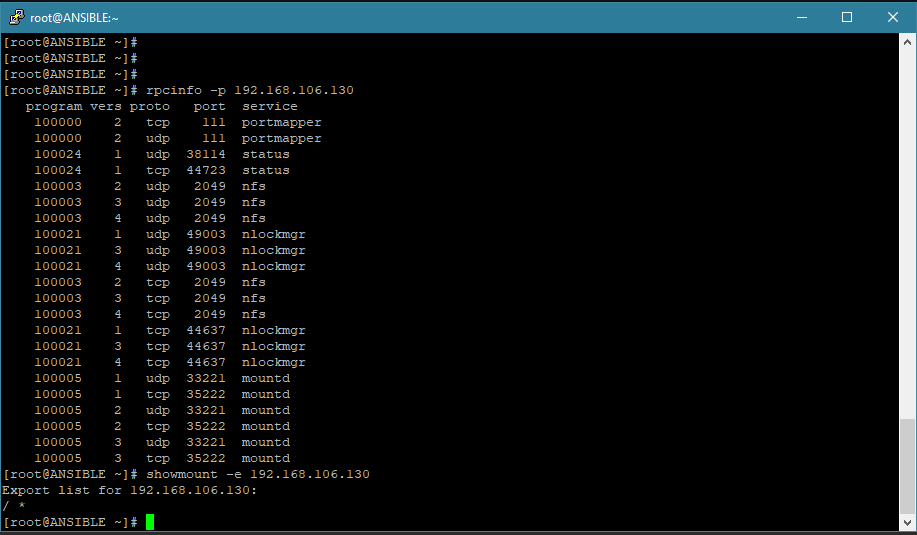 root@ANSIBLE:~
[root@ANSIBLE ~]#
[root@ANSIBLE ~]#
[root@ANSIBLE ~]#
[root@ANSIBLE ~]# rpcinfo -p 192.168.106.130
   program vers proto   port  service
    100000    2   tcp    111  portmapper
    100000    2   udp    111  portmapper
    100024    1   udp  38114  status
    100024    1   tcp  44723  status
    100003    2   udp   2049  nfs
    100003    3   udp   2049  nfs
    100003    4   udp   2049  nfs
    100021    1   udp  49003  nlockmgr
    100021    3   udp  49003  nlockmgr
    100021    4   udp  49003  nlockmgr
    100003    2   tcp   2049  nfs
    100003    3   tcp   2049  nfs
    100003    4   tcp   2049  nfs
    100021    1   tcp  44637  nlockmgr
    100021    3   tcp  44637  nlockmgr
    100021    4   tcp  44637  nlockmgr
    100005    1   udp  33221  mountd
    100005    1   tcp  35222  mountd
    100005    2   udp  33221  mountd
    100005    2   tcp  35222  mountd
    100005    3   udp  33221  mountd
    100005    3   tcp  35222  mountd
[root@ANSIBLE ~]# showmount -e 192.168.106.130
Export list for 192.168.106.130:
/ *
[root@ANSIBLE ~]#